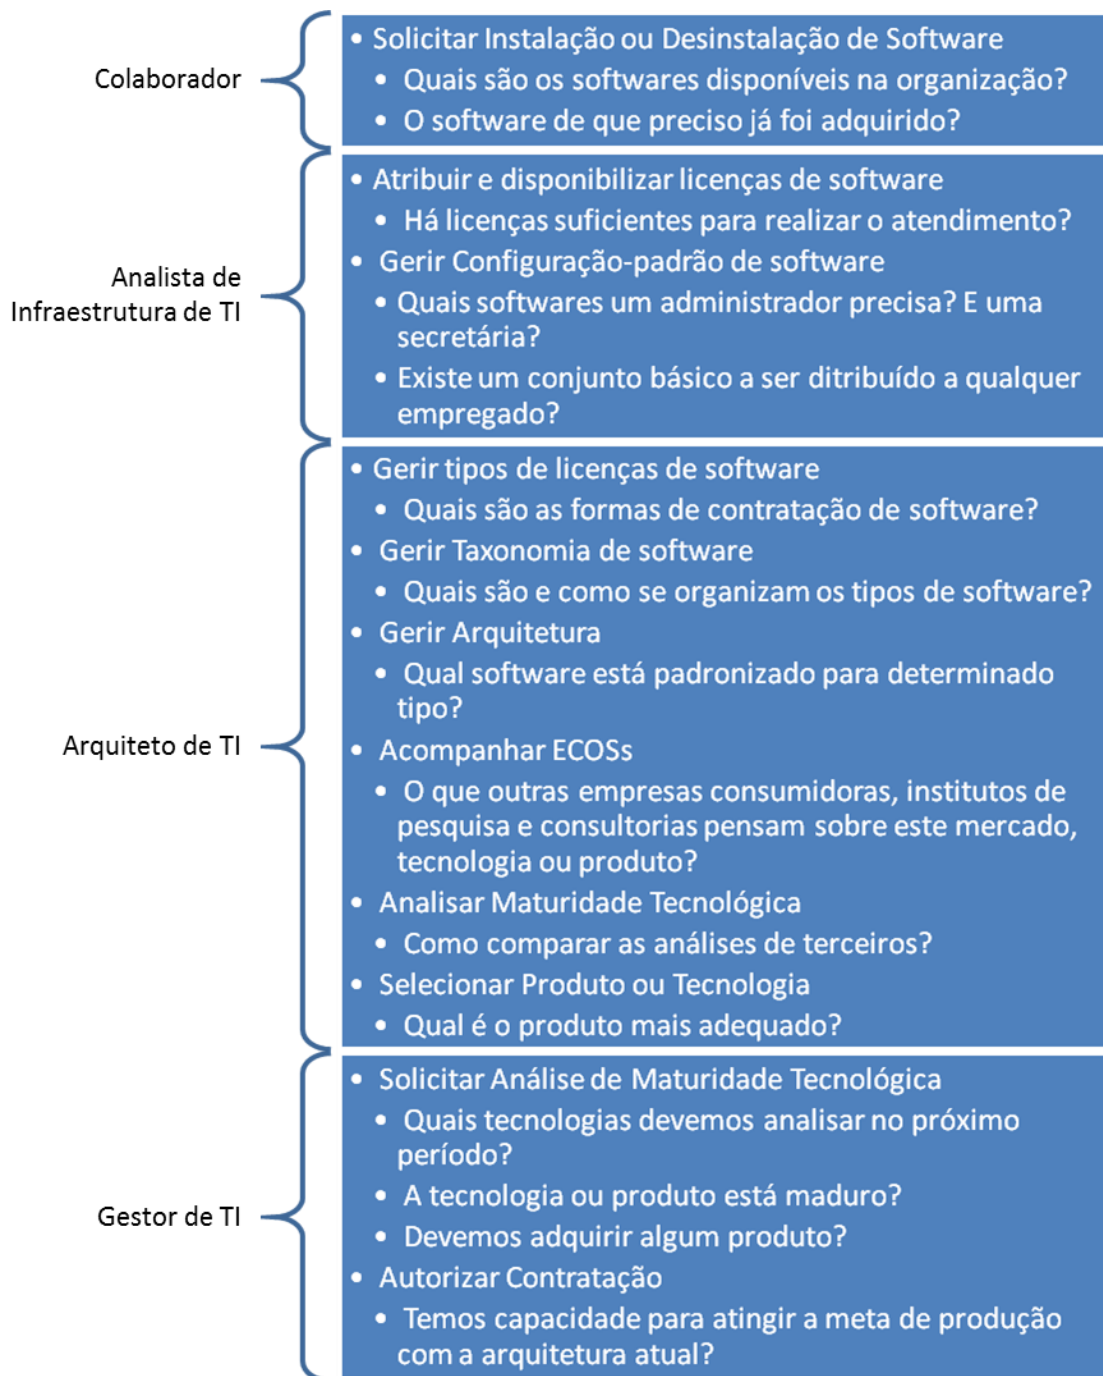 Colaborador
• Solicitar Instalação ou Desinstalação de Software
• Quais são os softwares disponíveis na organização?
• O software de que preciso já foi adquirido?
Analista de
Infraestrutura de TI
• Atribuir e disponibilizar licenças de software
• Há licenças suficientes para realizar o atendimento?
• Gerir Configuração-padrão de software
• Quais softwares um administrador precisa? E uma
secretária?
• Existe um conjunto básico a ser ditribuído a qualquer
empregado?
Arquiteto de TI
• Gerir tipos de licenças de software
• Quais são as formas de contratação de software?
• Gerir Taxonomia de software
• Quais são e como se organizam os tipos de software?
• Gerir Arquitetura
• Qual software está padronizado para determinado
tipo?
• Acompanhar ECOSs
• O que outras empresas consumidoras, institutos de
pesquisa e consultorias pensam sobre este mercado,
tecnologia ou produto?
• Analisar Maturidade Tecnológica
• Como comparar as análises de terceiros?
• Selecionar Produto ou Tecnologia
• Qual é o produto mais adequado?
Gestor de TI
• Solicitar Análise de Maturidade Tecnológica
• Quais tecnologias devemos analisar no próximo
período?
• A tecnologia ou produto está maduro?
• Devemos adquirir algum produto?
• Autorizar Contratação
• Temos capacidade para atingir a meta de produção
com a arquitetura atual?